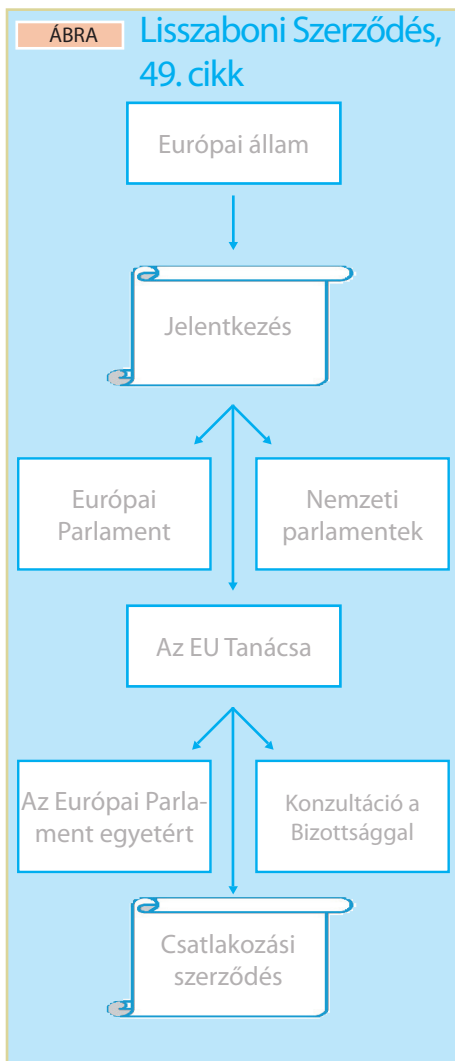 ÁBRA
Lisszaboni Szerződés,
49. cikk
Európai állam
Jelentkezés
Európai
Parlament
Nemzeti
parlamentek
Az EU Tanácsa
Az Európai Parla-
ment egyetért
Konzultáció a
Bizottsággal
Csatlakozási
szerződés